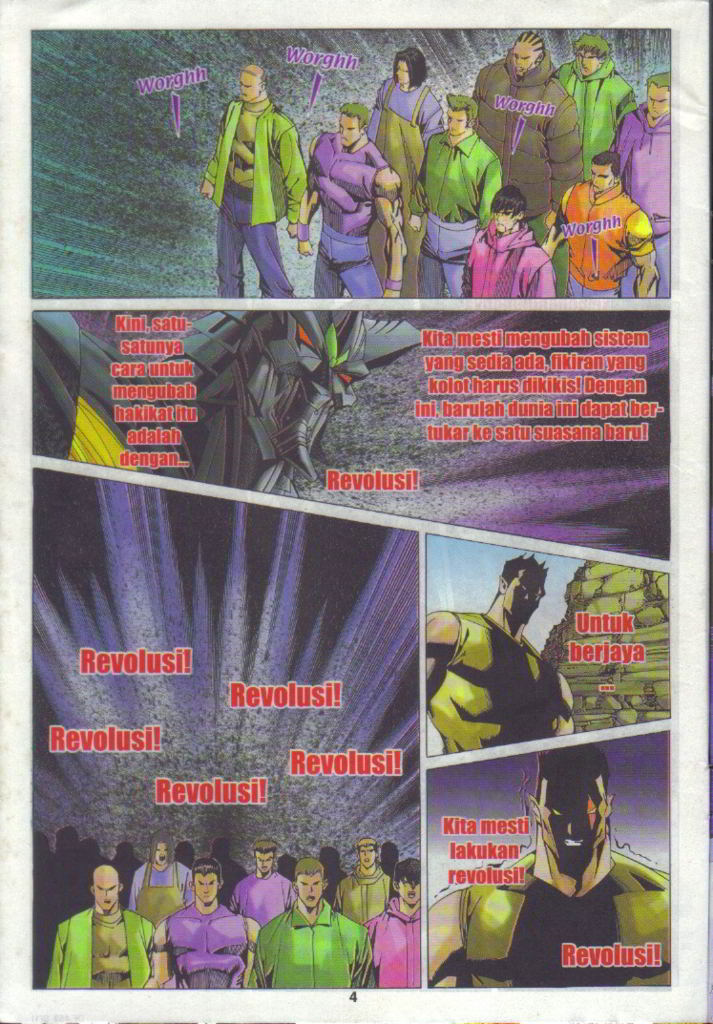 Worghh
Worghh
Worghh
Worghh
Kini, satu-
satunya
cara untuk
mengubah
hakikat itu
adalah
dengan...
Kita mesti mengubah sistem
yang sedia ada, fikiran yang
kolot harus dikikis! Dengan
ini, barulah dunia ini dapat ber-
tukar ke satu suasana baru!
Revolusi!
Revolusi!
Revolusi!
Revolusi!
Revolusi!
Revolusi!
Untuk
berjaya
...
Kita mesti
lakukan
revolusi!
Revolusi!
4